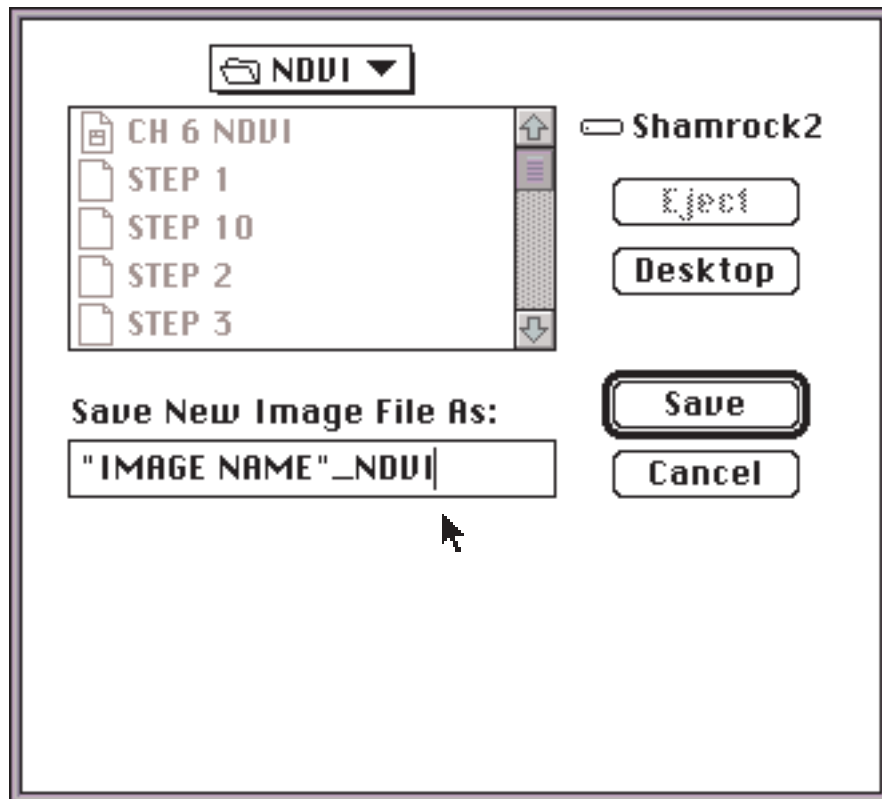 NDVI
CH 6 NDVI
STEP 1
STEP 10
STEP 2
STEP 3
Shamrock2
Eject
Desktop
Save New Image File As:
"IMAGE NAME"_NDVI
Save
Cancel